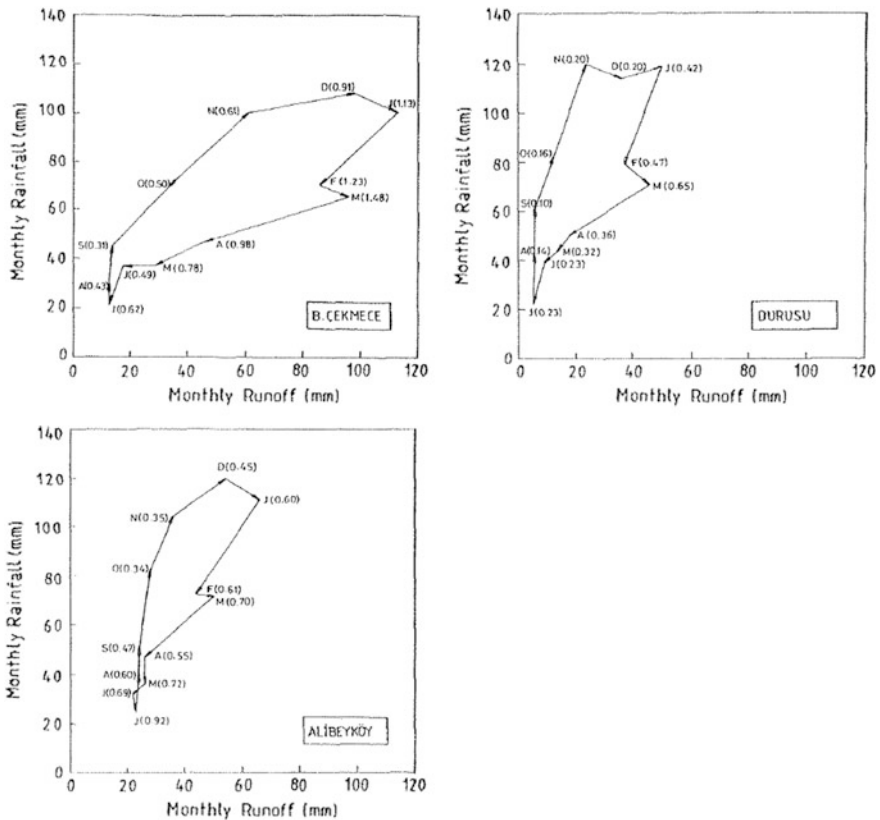 140
120
100
80
60
40
20
0
Monthly Rainfall (mm)
D(0.91)
J(1.13)
N(0.61)
O(0.50)
F(1.23)
M(1.48)
S(0.31)
A(0.98)
J(0.49)
M(0.78)
A(0.43)
J(0.62)
B.ÇEKMECE
0 20 40 60 80 100 120
Monthly Runoff (mm)
140
120
100
80
60
40
20
0
Monthly Rainfall (mm)
N(0.20)
D(0.20)
J(0.42)
O(0.16)
F(0.47)
M(0.65)
S(0.10)
A(0.36)
A(0.14)
M(0.32)
J(0.23)
J(0.23)
DURUSU
0 20 40 60 80 100 120
Monthly Runoff (mm)
140
120
100
80
60
40
20
0
Monthly Rainfall (mm)
D(0.45)
J(0.60)
N(0.35)
O(0.34)
F(0.61)
M(0.70)
S(0.47)
A(0.55)
A(0.60)
M(0.72)
J(0.69)
J(0.92)
ALİBEYKÖY
0 20 40 60 80 100 120
Monthly Runoff (mm)